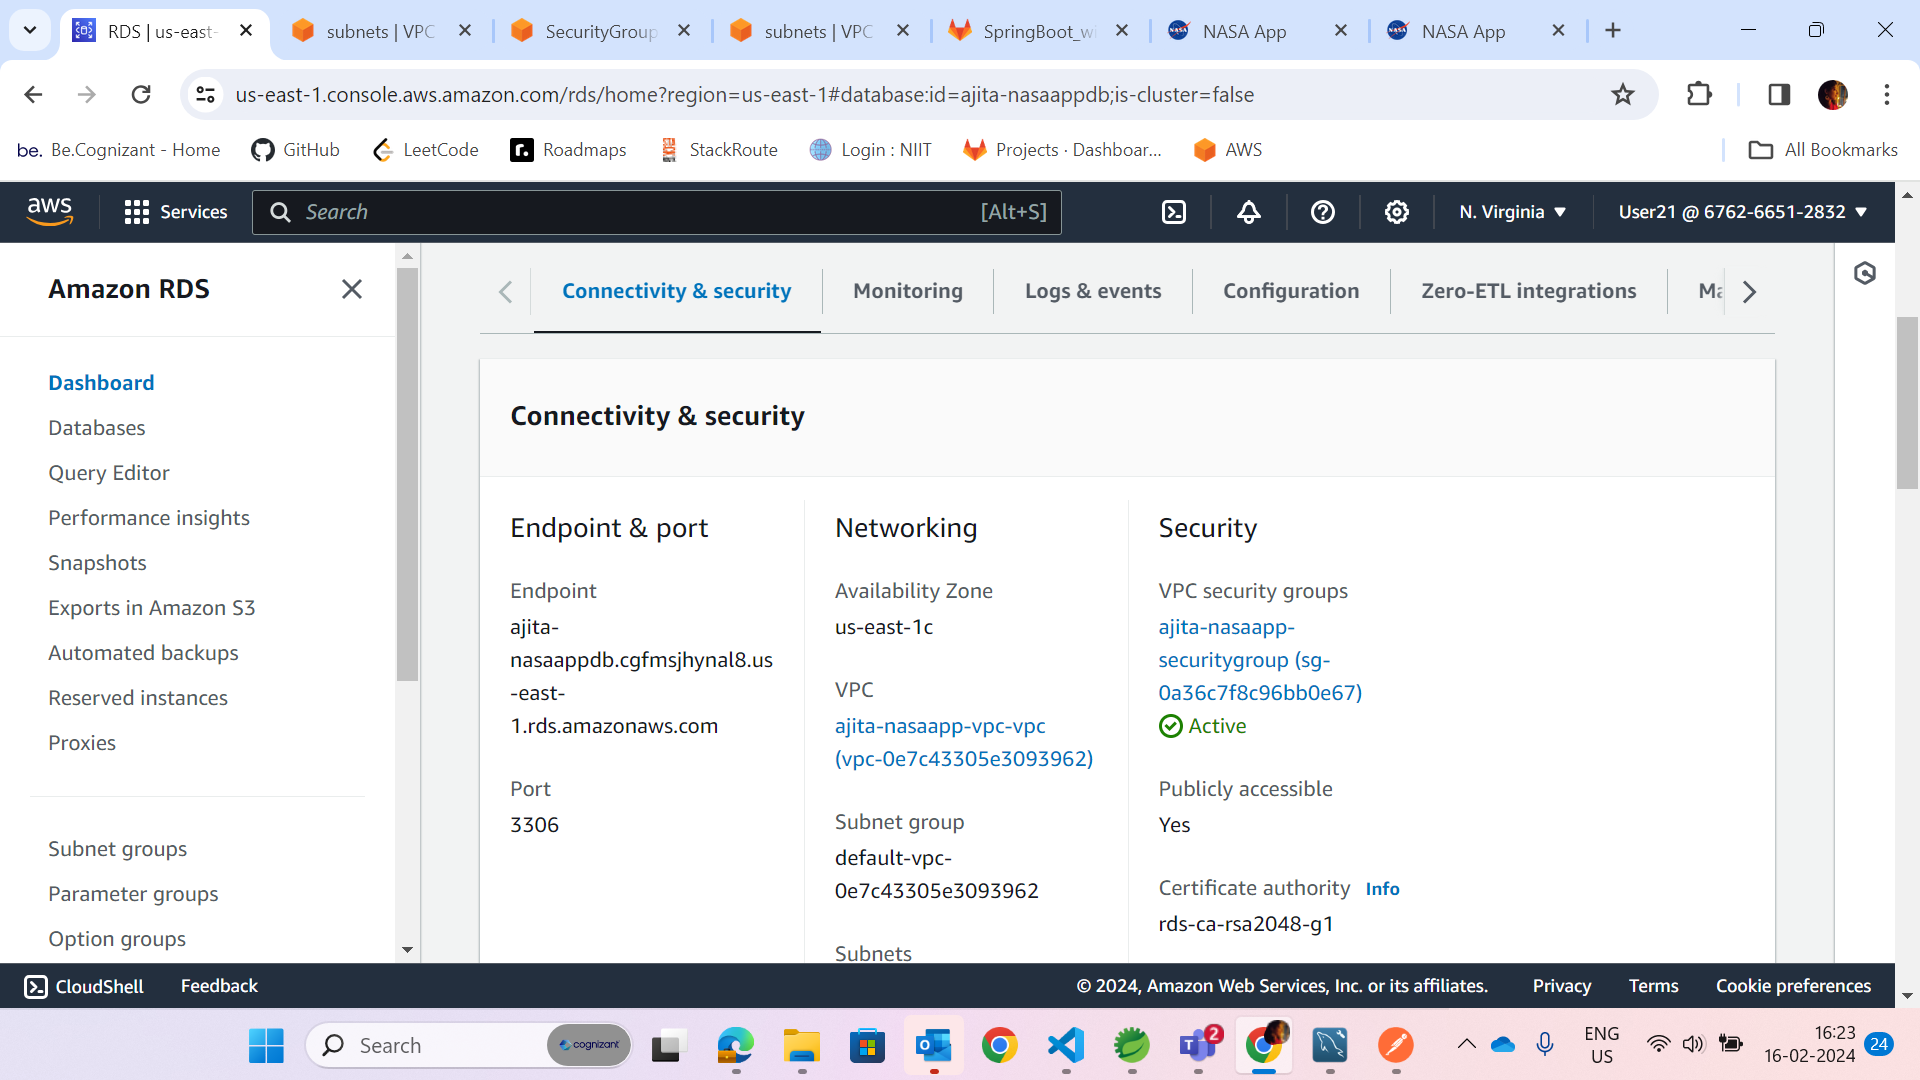 RDS | us-east-
subnets | VPC
SecurityGroup
subnets | VPC
SpringBoot_wi
NASA App
NASA App
us-east-1.console.aws.amazon.com/rds/home?region=us-east-1#database:id=ajita-nasaappdb;is-cluster=false
be. Be.Cognizant - Home
GitHub
LeetCode
Roadmaps
StackRoute
Login : NIIT
Projects · Dashboar...
AWS
All Bookmarks
aws
Services
Search
[Alt+S]
N. Virginia
User21 @ 6762-6651-2832
Amazon RDS
Dashboard
Databases
Query Editor
Performance insights
Snapshots
Exports in Amazon S3
Automated backups
Reserved instances
Proxies
Subnet groups
Parameter groups
Option groups
Connectivity & security
Monitoring
Logs & events
Configuration
Zero-ETL integrations
Ma
Connectivity & security
Endpoint & port
Endpoint
ajita-
nasaappdb.cgfmsjhynal8.us
-east-
1.rds.amazonaws.com
Port
3306
Networking
Availability Zone
us-east-1c
VPC
ajita-nasaapp-vpc-vpc
(vpc-0e7c43305e3093962)
Subnet group
default-vpc-
0e7c43305e3093962
Subnets
Security
VPC security groups
ajita-nasaapp-
securitygroup (sg-
0a36c7f8c96bb0e67)
Active
Publicly accessible
Yes
Certificate authority Info
rds-ca-rsa2048-g1
CloudShell
Feedback
© 2024, Amazon Web Services, Inc. or its affiliates.
Privacy
Terms
Cookie preferences
Search
cognizant
2
ENG
US
16:23
16-02-2024
24